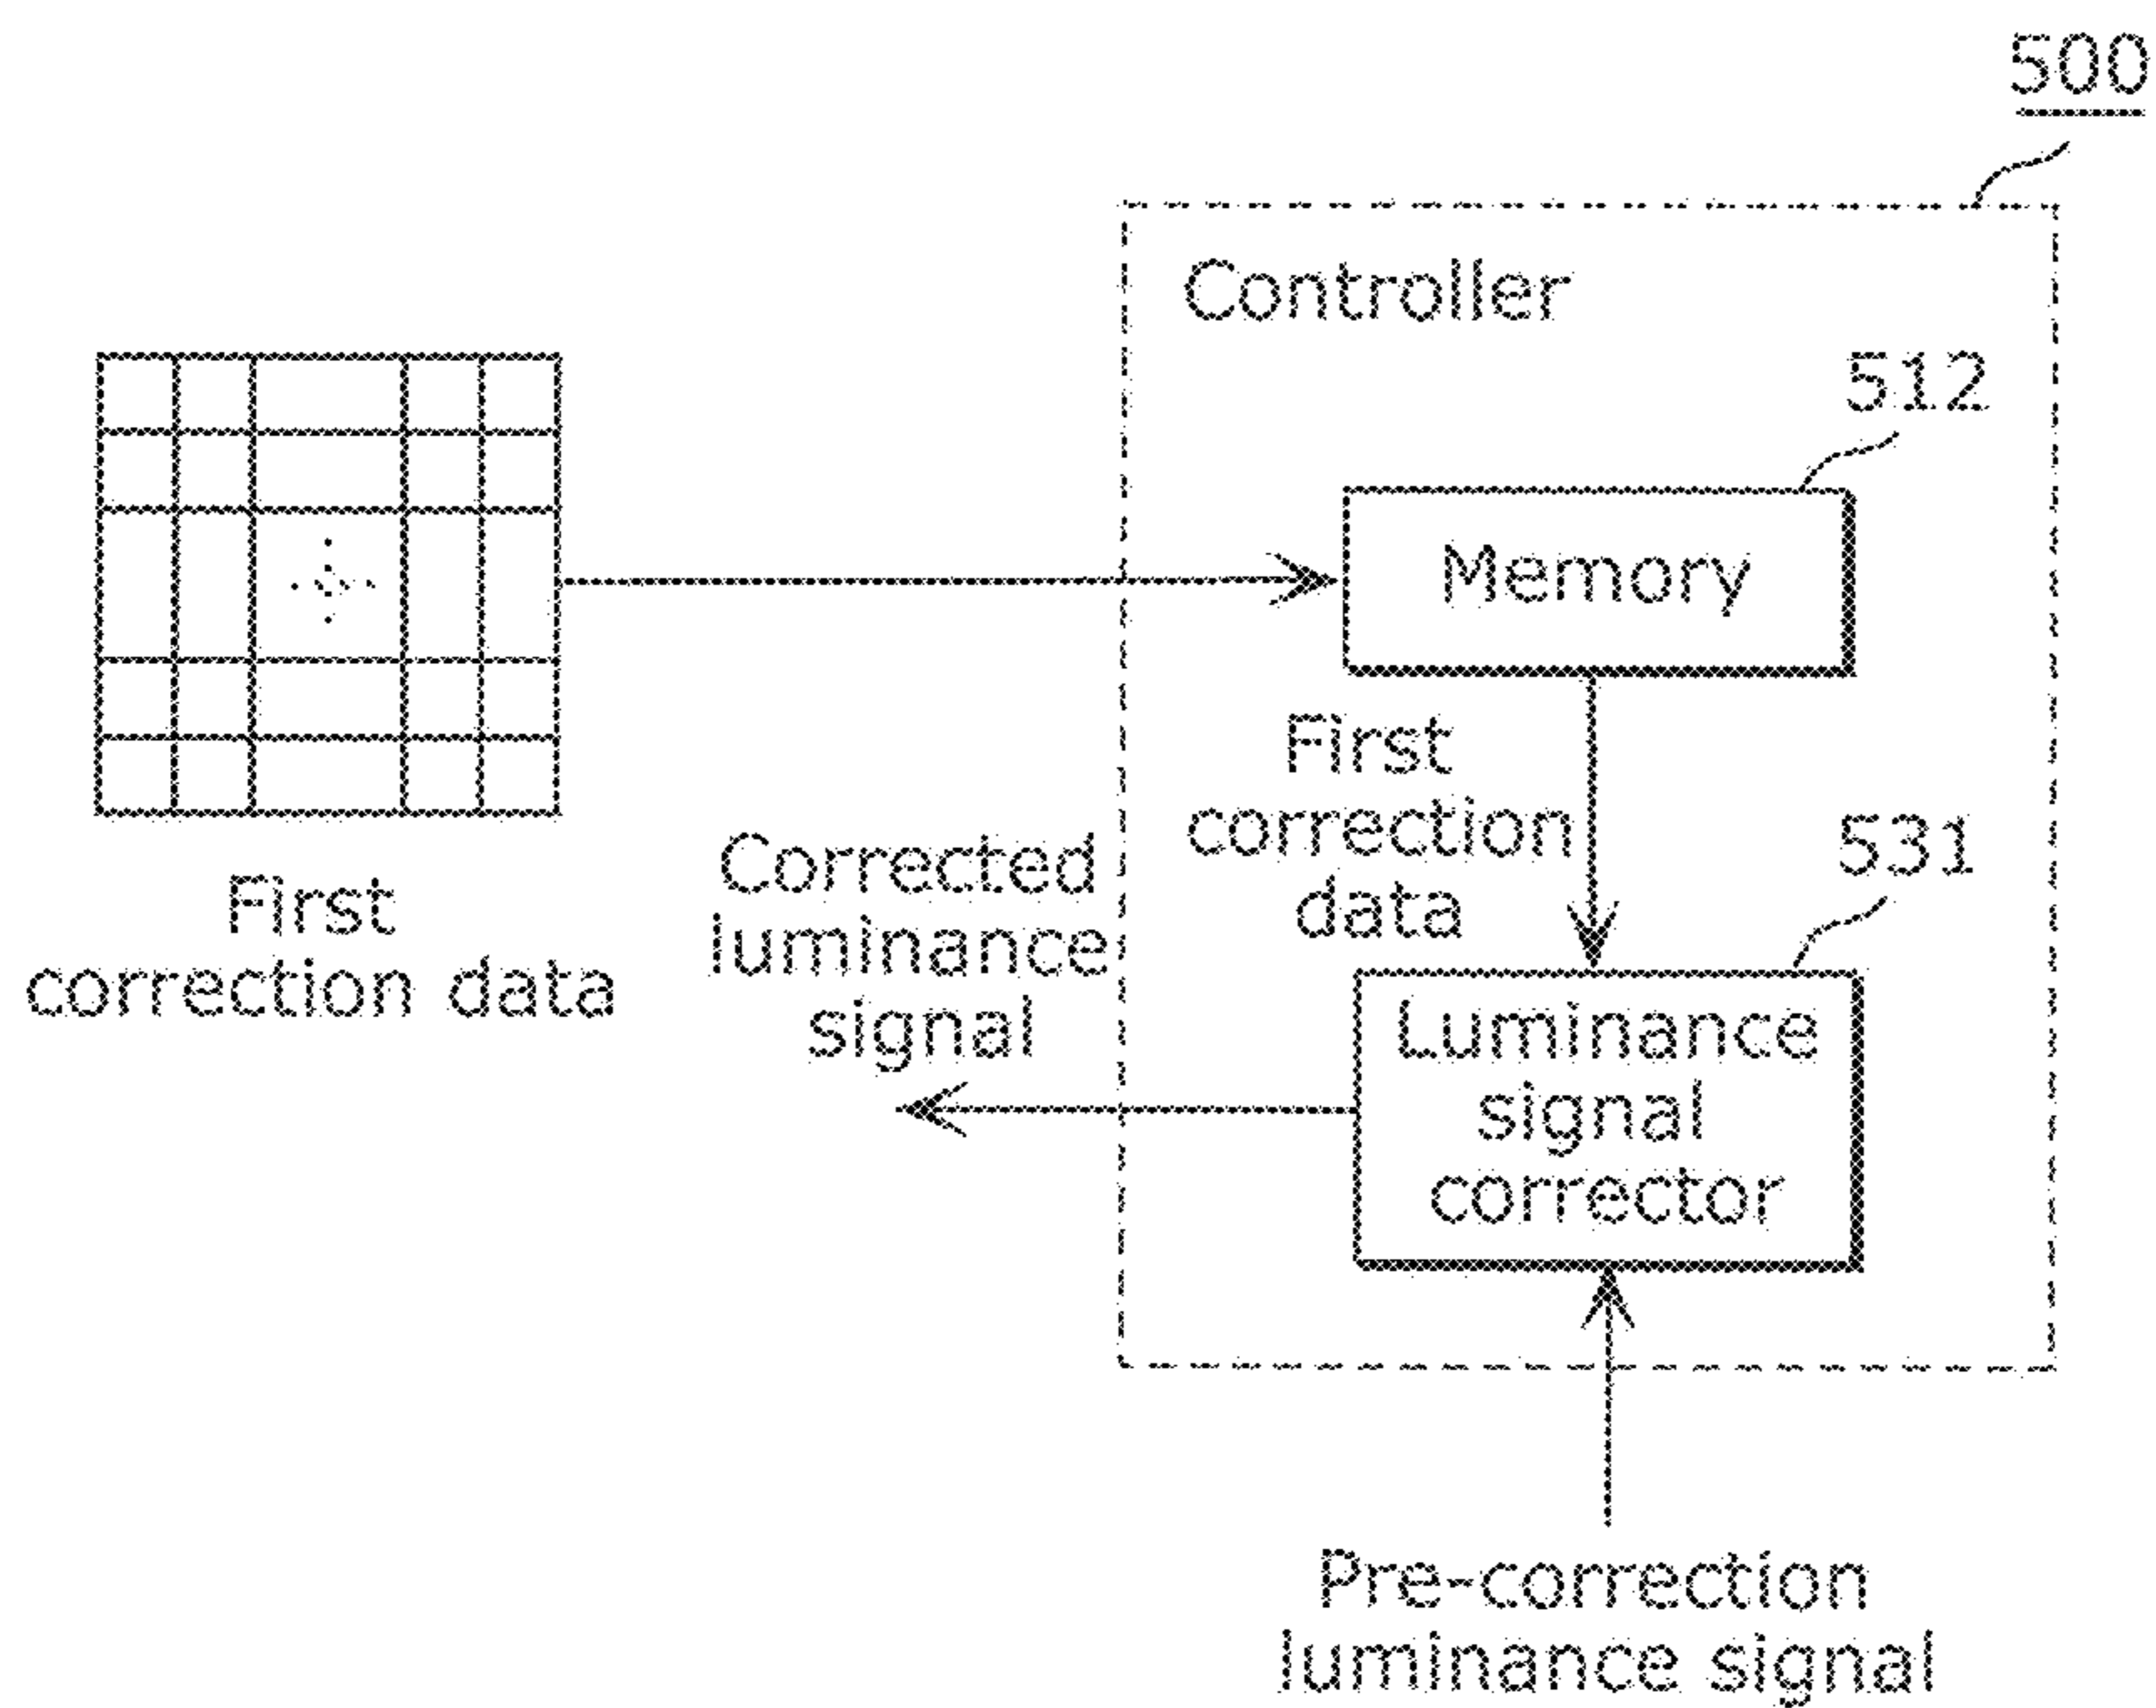 500
Controller
512
Memory
First
correction
data
First
correction data
Corrected
luminance
signal
531
Luminance
signal
corrector
Pre-correction
luminance signal